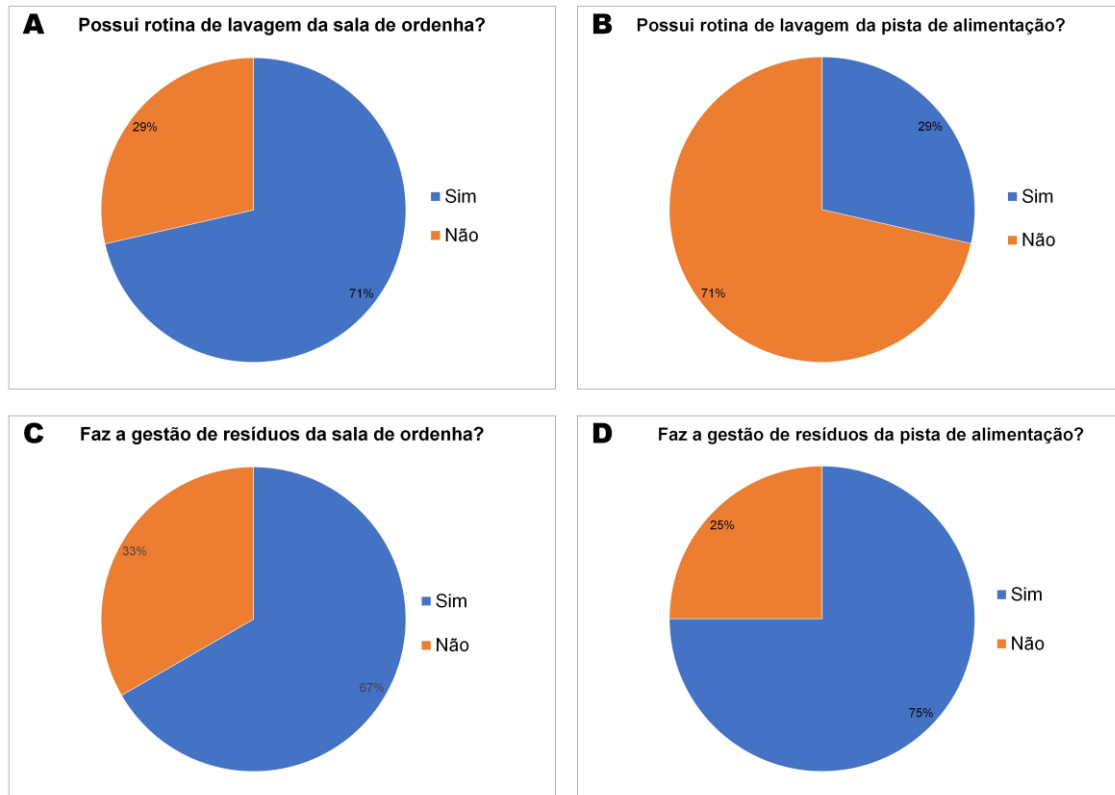 A Possui rotina de lavagem da sala de ordenha?
29%
71%
Sim
Não
B Possui rotina de lavagem da pista de alimentação?
29%
71%
Sim
Não
C Faz a gestão de resíduos da sala de ordenha?
33%
67%
Sim
Não
D Faz a gestão de resíduos da pista de alimentação?
25%
75%
Sim
Não